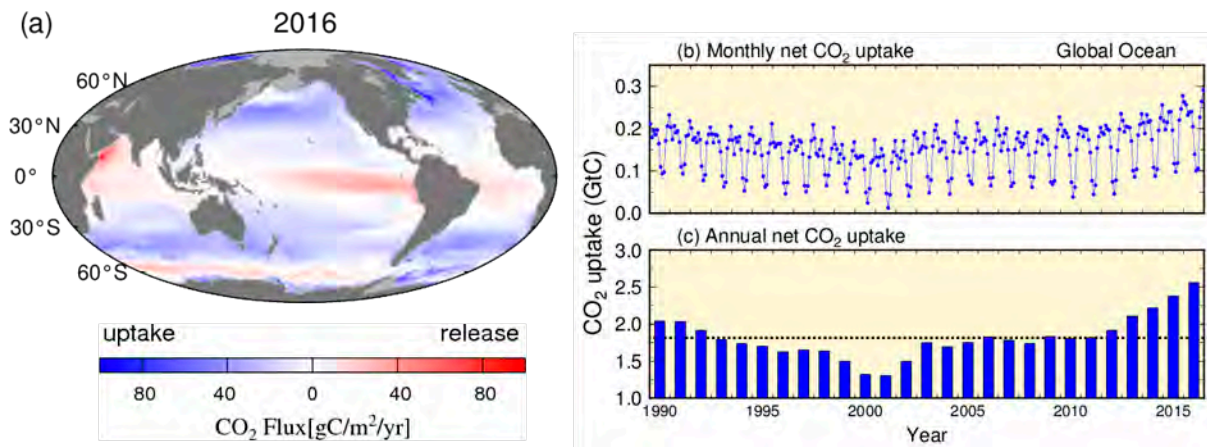 (a)
2016
60°N
30°N
0°
30°S
60°S
uptake
release
80
40
0
40
80
CO₂ Flux[gC/m²/yr]
(b) Monthly net CO₂ uptake
Global Ocean
0.3
0.2
0.1
0.0
(c) Annual net CO₂ uptake
3.0
2.5
2.0
1.5
1.0
CO₂ uptake (GtC)
1990
1995
2000
2005
2010
2015
Year